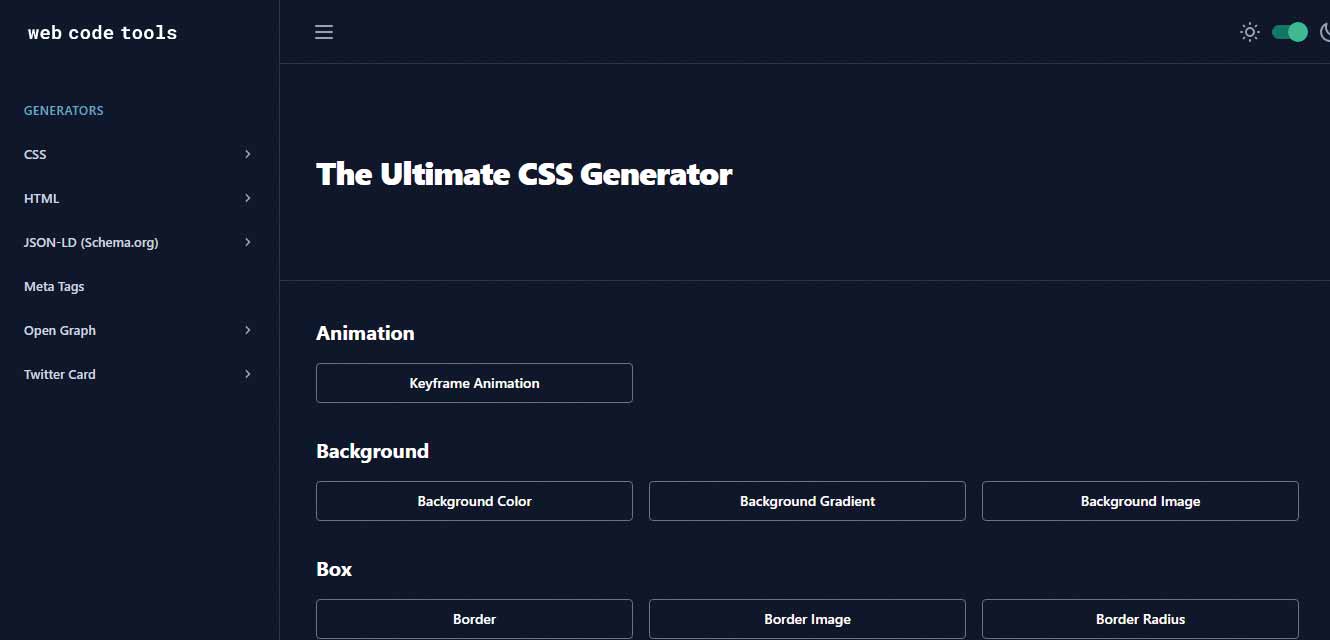 web code tools
GENERATORS
CSS
HTML
JSON-LD (Schema.org)
Meta Tags
Open Graph
Twitter Card
The Ultimate CSS Generator
Animation
Keyframe Animation
Background
Background Color
Background Gradient
Background Image
Box
Border
Border Image
Border Radius